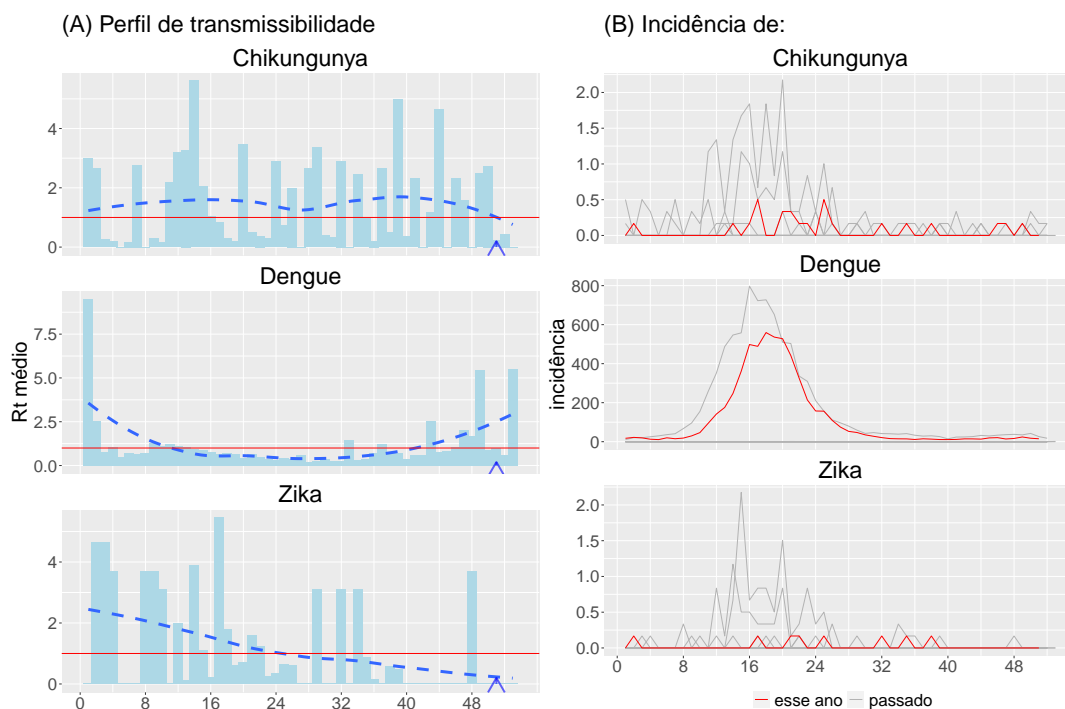 (A) Perfil de transmissibilidade
Chikungunya
4
2
0
Dengue
7.5
5.0
2.5
0.0
Rt médio
Zika
4
2
0
0 8 16 24 32 40 48
(B) Incidência de:
Chikungunya
2.0
1.5
1.0
0.5
0.0
Dengue
800
600
400
200
0
incidência
Zika
2.0
1.5
1.0
0.5
0.0
0 8 16 24 32 40 48
esse ano passado